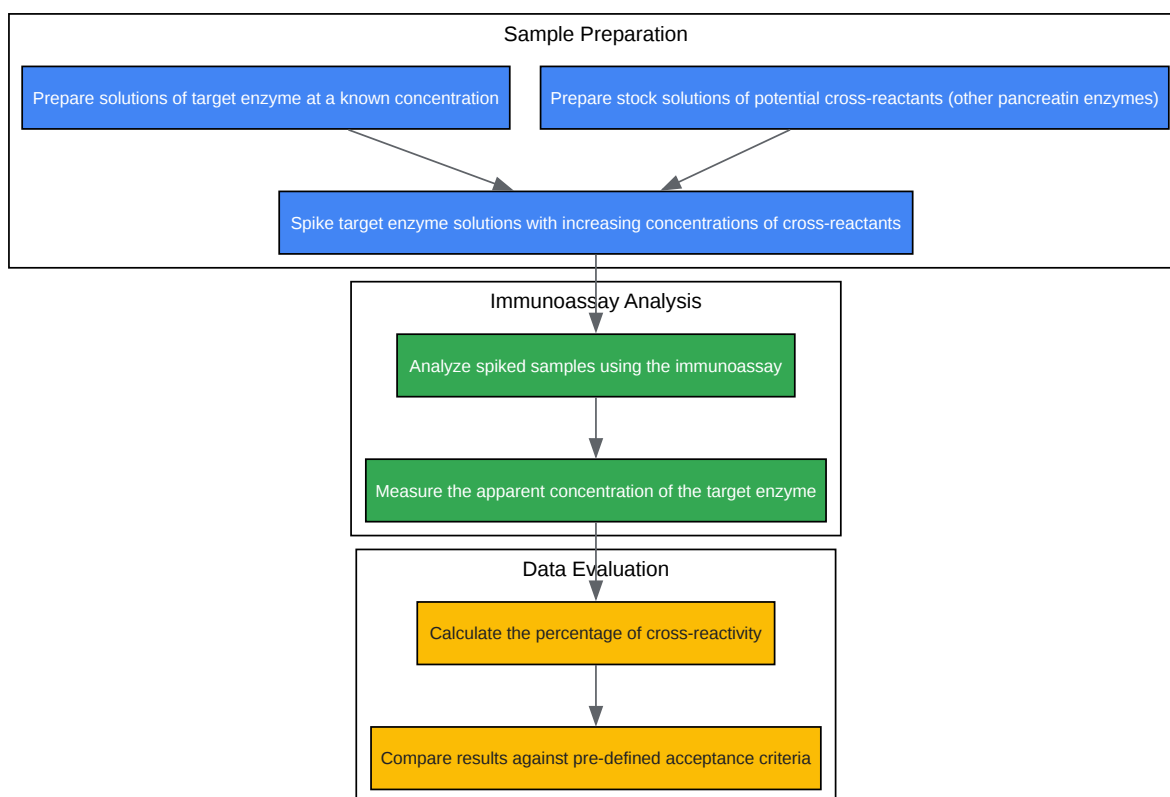 Sample Preparation
Prepare solutions of target enzyme at a known concentration
Prepare stock solutions of potential cross-reactants (other pancreatin enzymes)
Spike target enzyme solutions with increasing concentrations of cross-reactants
Immunoassay Analysis
Analyze spiked samples using the immunoassay
Measure the apparent concentration of the target enzyme
Data Evaluation
Calculate the percentage of cross-reactivity
Compare results against pre-defined acceptance criteria